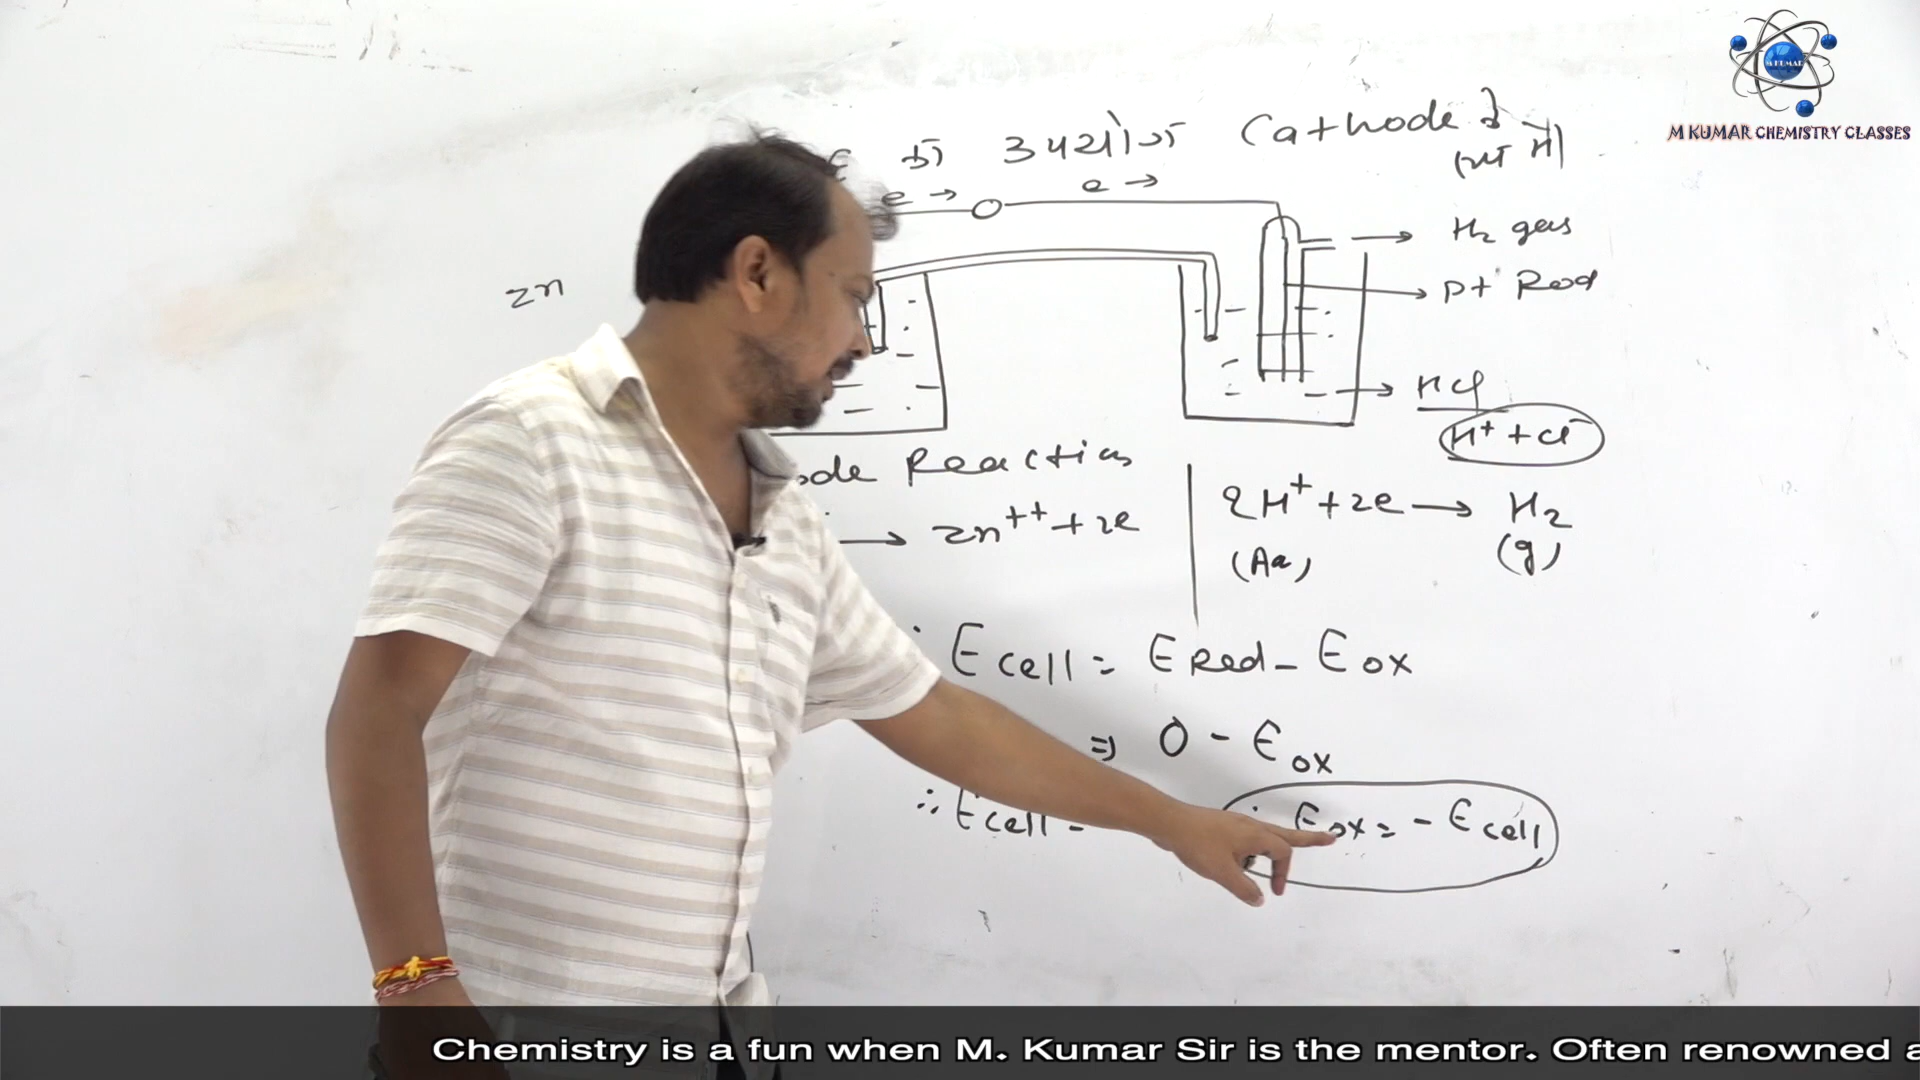 M KUMAR
M KUMAR CHEMISTRY CLASSES
का उपयोग Cathode
e → e →
H2 gas
Zn
Pt Rod
HCl
H+ + Cl-
ode Reaction
→ Zn++ + 2e
2H+ + 2e → H2
(Aq) (g)
Ecell = ERed - Eox
⇒ 0 - Eox
∴ Ecell = Eox = - Ecell
Chemistry is a fun when M. Kumar Sir is the mentor. Often renowned a